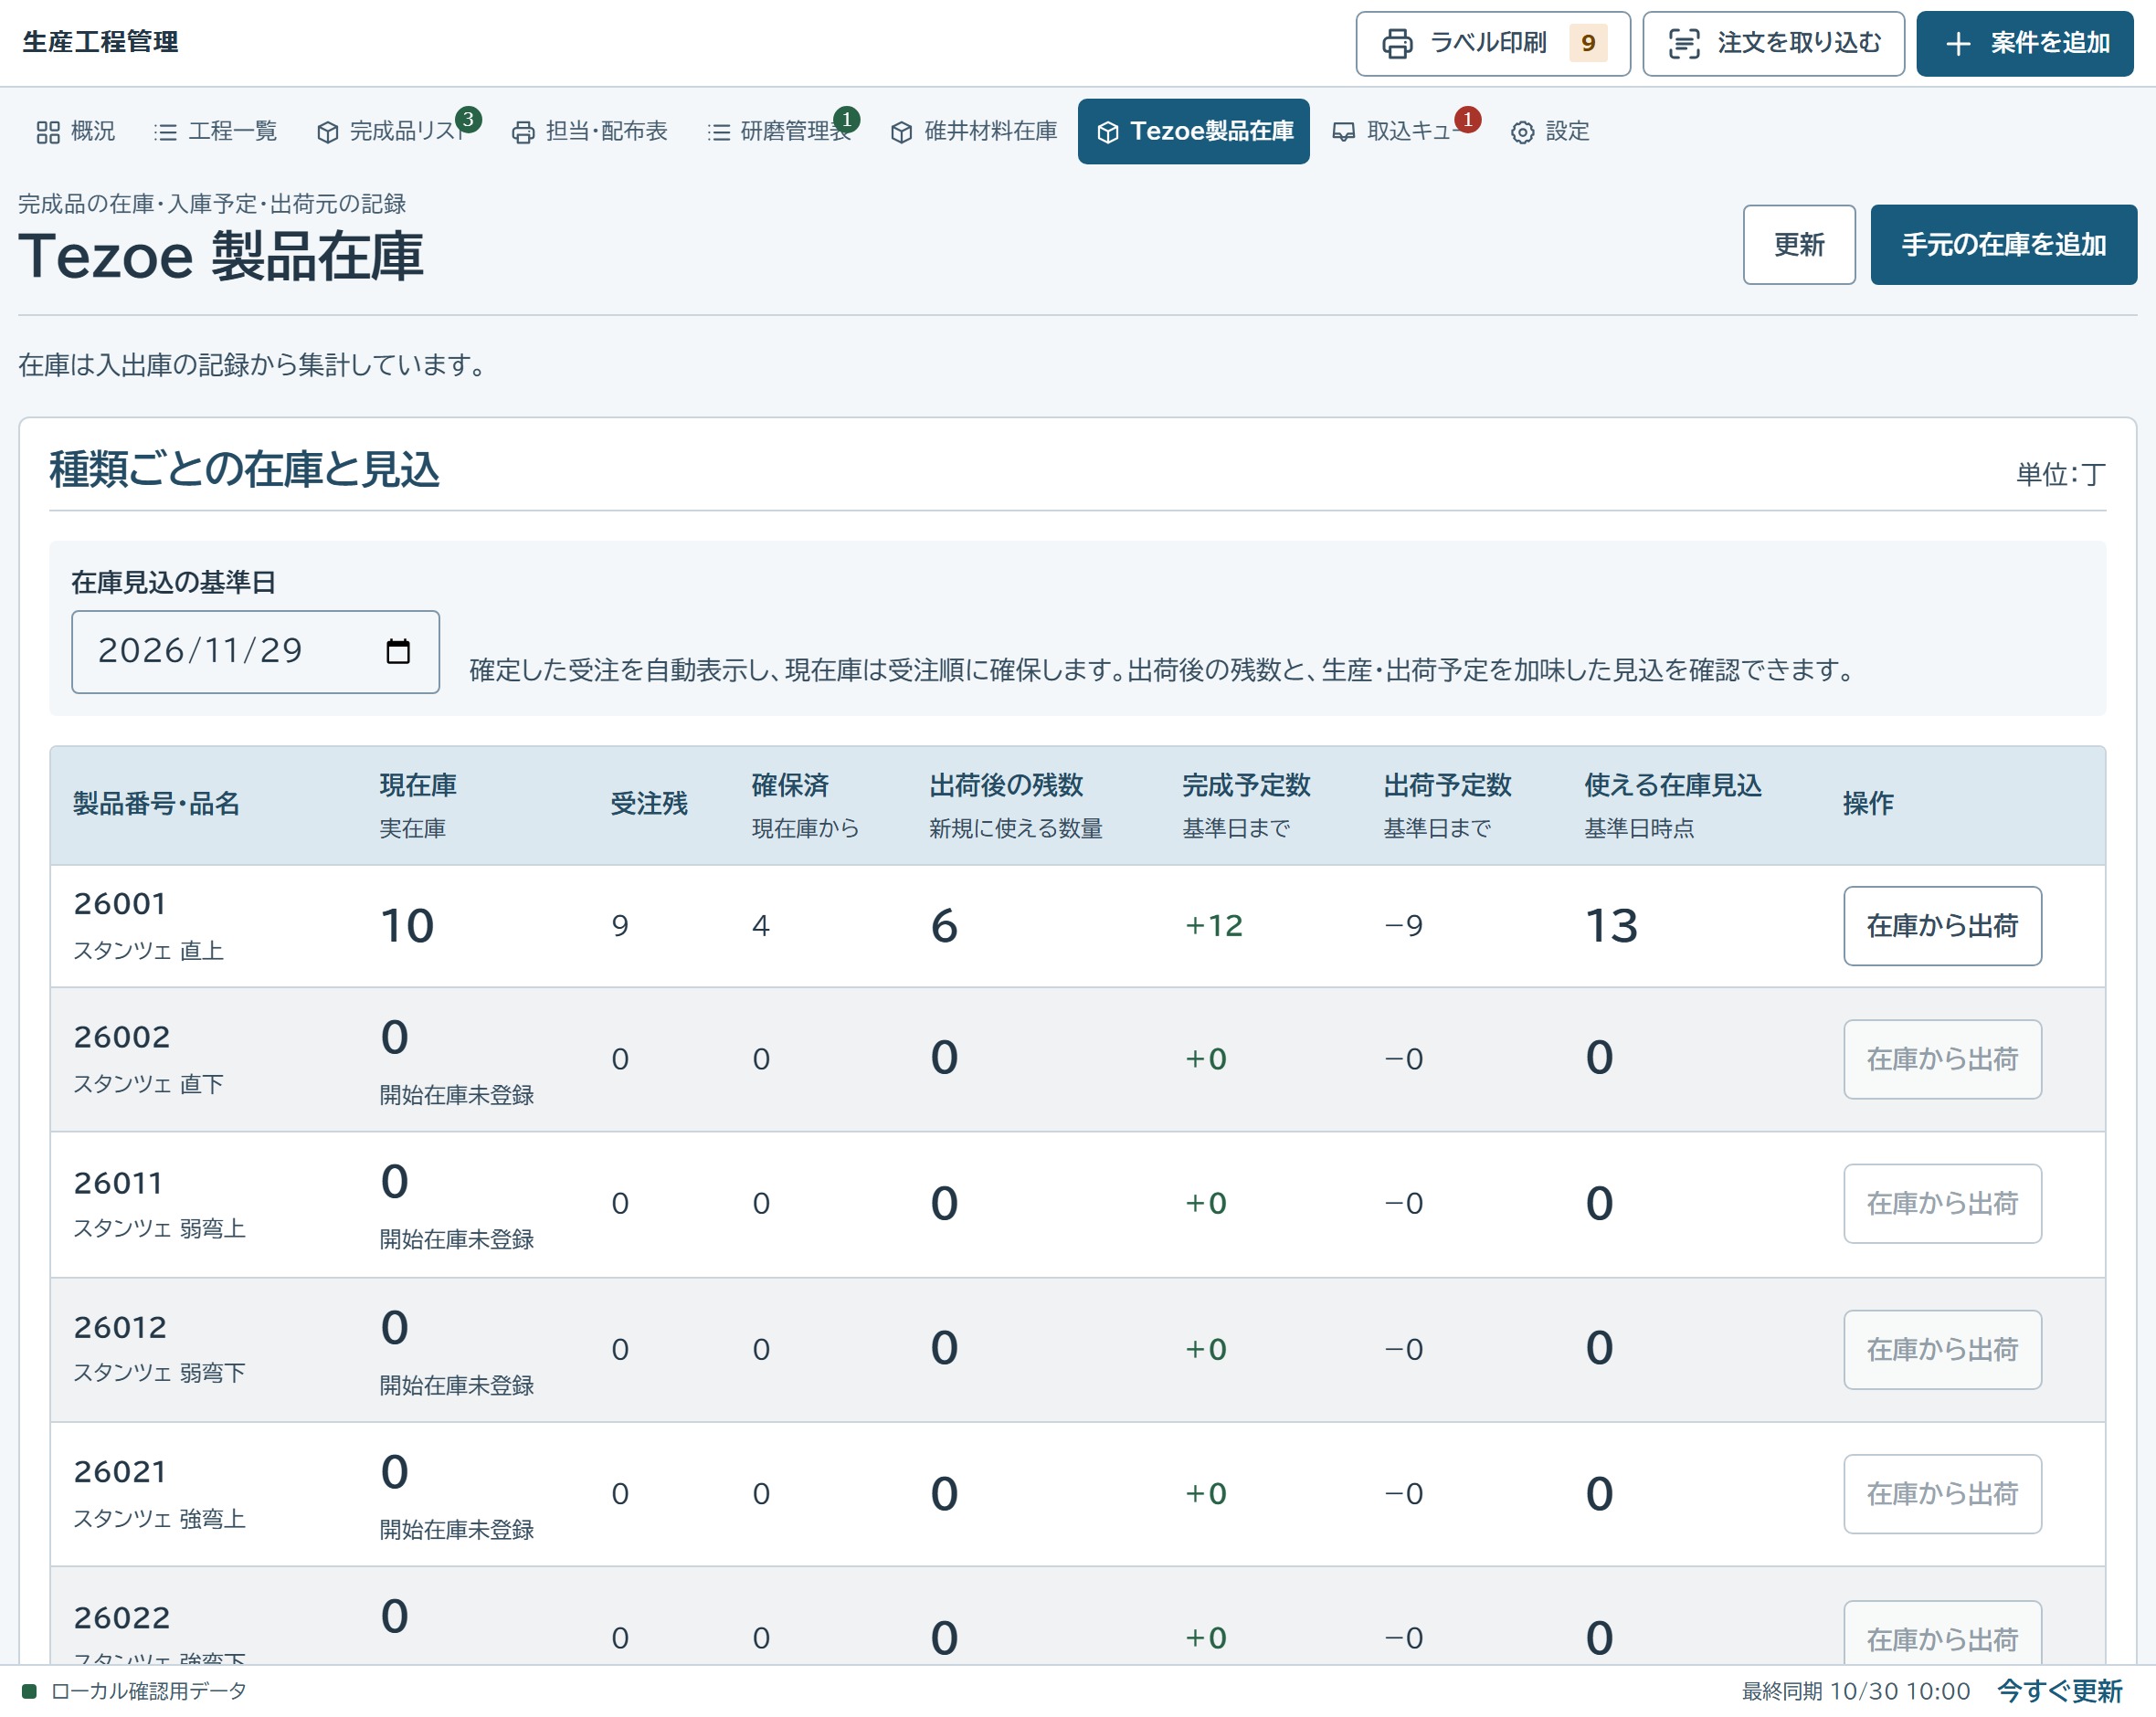 生産工程管理
ラベル印刷 9
注文を取り込む
＋ 案件を追加
概況
工程一覧
完成品リスト 3
担当・配布表
研磨管理表 1
碓井材料在庫
Tezoe製品在庫
取込キュー 1
設定
完成品の在庫・入庫予定・出荷元の記録
Tezoe 製品在庫
更新
手元の在庫を追加
在庫は入出庫の記録から集計しています。
種類ごとの在庫と見込
単位：丁
在庫見込の基準日
2026/11/29
確定した受注を自動表示し、現在庫は受注順に確保します。出荷後の残数と、生産・出荷予定を加味した見込を確認できます。
製品番号・品名 現在庫 受注残 確保済 出荷後の残数 完成予定数 出荷予定数 使える在庫見込 操作
実在庫 現在庫から 新規に使える数量 基準日まで 基準日まで 基準日時点
26001 10 9 4 6 +12 −9 13 在庫から出荷
スタンツェ 直上
26002 0 0 0 0 +0 −0 0 在庫から出荷
スタンツェ 直下 開始在庫未登録
26011 0 0 0 0 +0 −0 0 在庫から出荷
スタンツェ 弱弯上 開始在庫未登録
26012 0 0 0 0 +0 −0 0 在庫から出荷
スタンツェ 弱弯下 開始在庫未登録
26021 0 0 0 0 +0 −0 0 在庫から出荷
スタンツェ 強弯上 開始在庫未登録
26022 0 0 0 0 +0 −0 0 在庫から出荷
スタンツェ 強弯下
ローカル確認用データ
最終同期 10/30 10:00 今すぐ更新